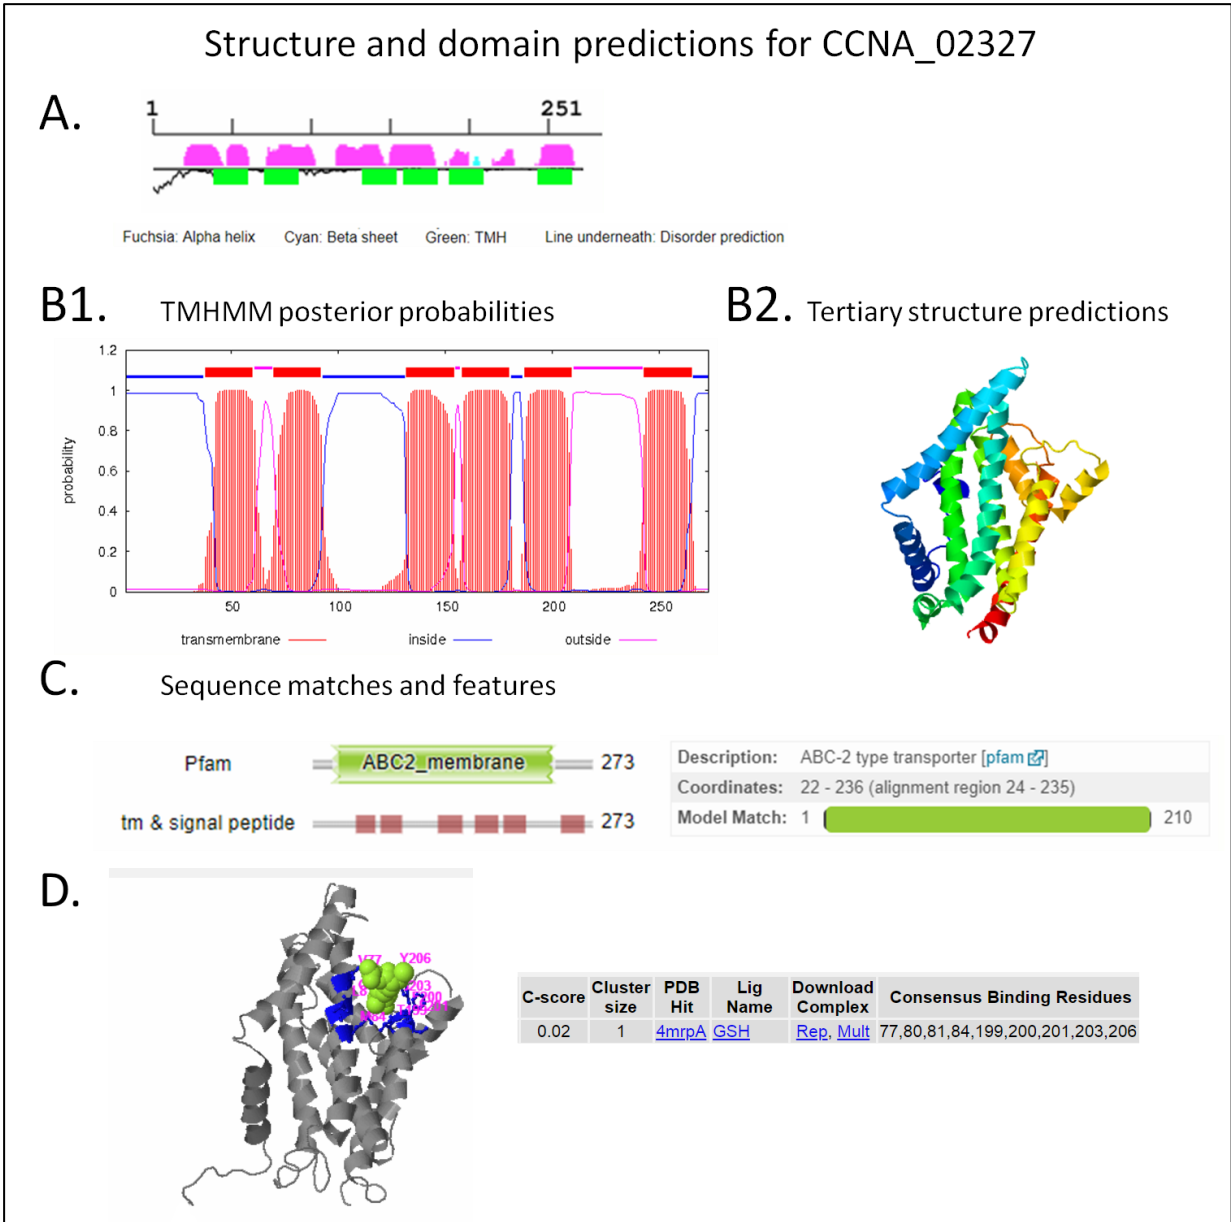 Structure and domain predictions for CCNA_02327
A.
1 251
Fuchsia: Alpha helix Cyan: Beta sheet Green: TMH Line underneath: Disorder prediction
B1. TMHMM posterior probabilities
B2. Tertiary structure predictions
1.2
1
0.8
0.6
0.4
0.2
0
probability
50 100 150 200 250
transmembrane inside outside
C. Sequence matches and features
Pfam ABC2_membrane 273
tm & signal peptide 273
Description: ABC-2 type transporter [pfam]
Coordinates: 22 - 236 (alignment region 24 - 235)
Model Match: 1 210
D.
V77 Y206
C-score Cluster size PDB Hit Lig Name Download Complex Consensus Binding Residues
0.02 1 4mrpA GSH Rep, Mult 77,80,81,84,199,200,201,203,206